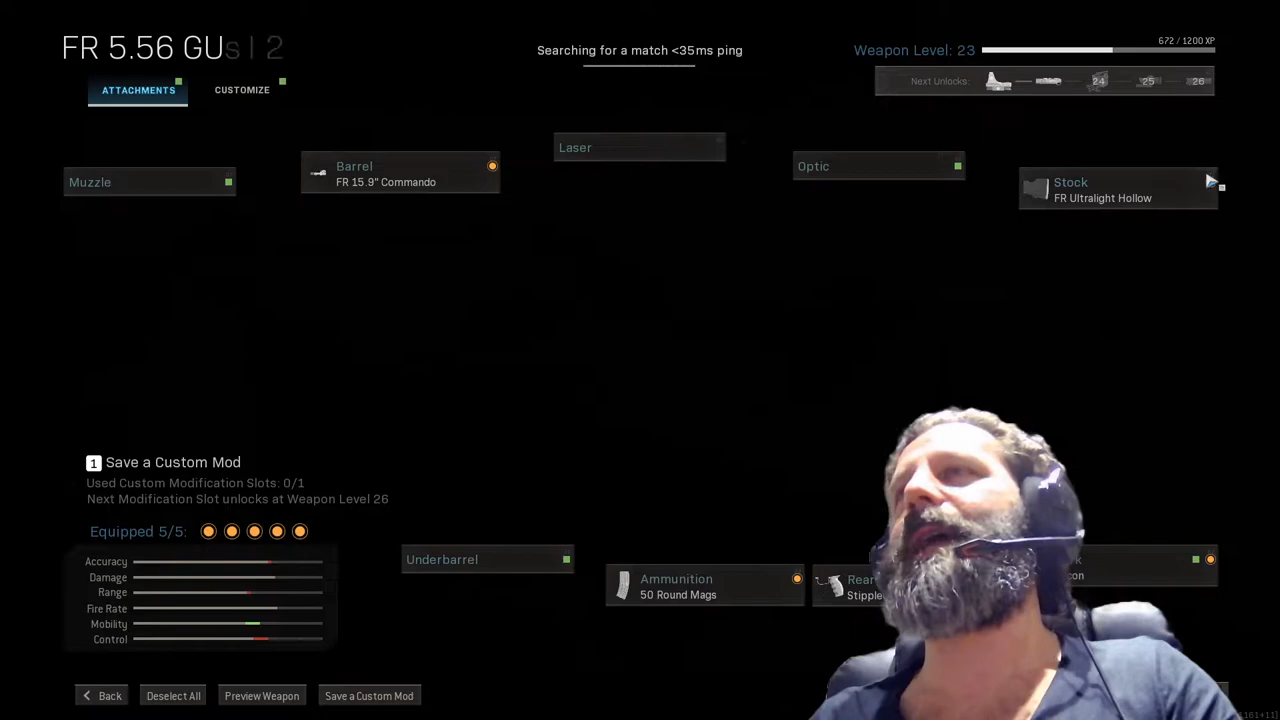 FR 5.56 GUs l 2
Searching for a match <35ms ping
Weapon Level: 23
672 / 1200 XP
ATTACHMENTS
CUSTOMIZE
Next Unlocks:
24
25
26
Muzzle
Barrel
FR 15.9" Commando
Laser
Optic
Stock
FR Ultralight Hollow
1 Save a Custom Mod
Used Custom Modification Slots: 0/1
Next Modification Slot unlocks at Weapon Level 26
Equipped 5/5:
Accuracy
Damage
Range
Fire Rate
Mobility
Control
Underbarrel
Ammunition
50 Round Mags
Rear
Stipple
Back
Deselect All
Preview Weapon
Save a Custom Mod